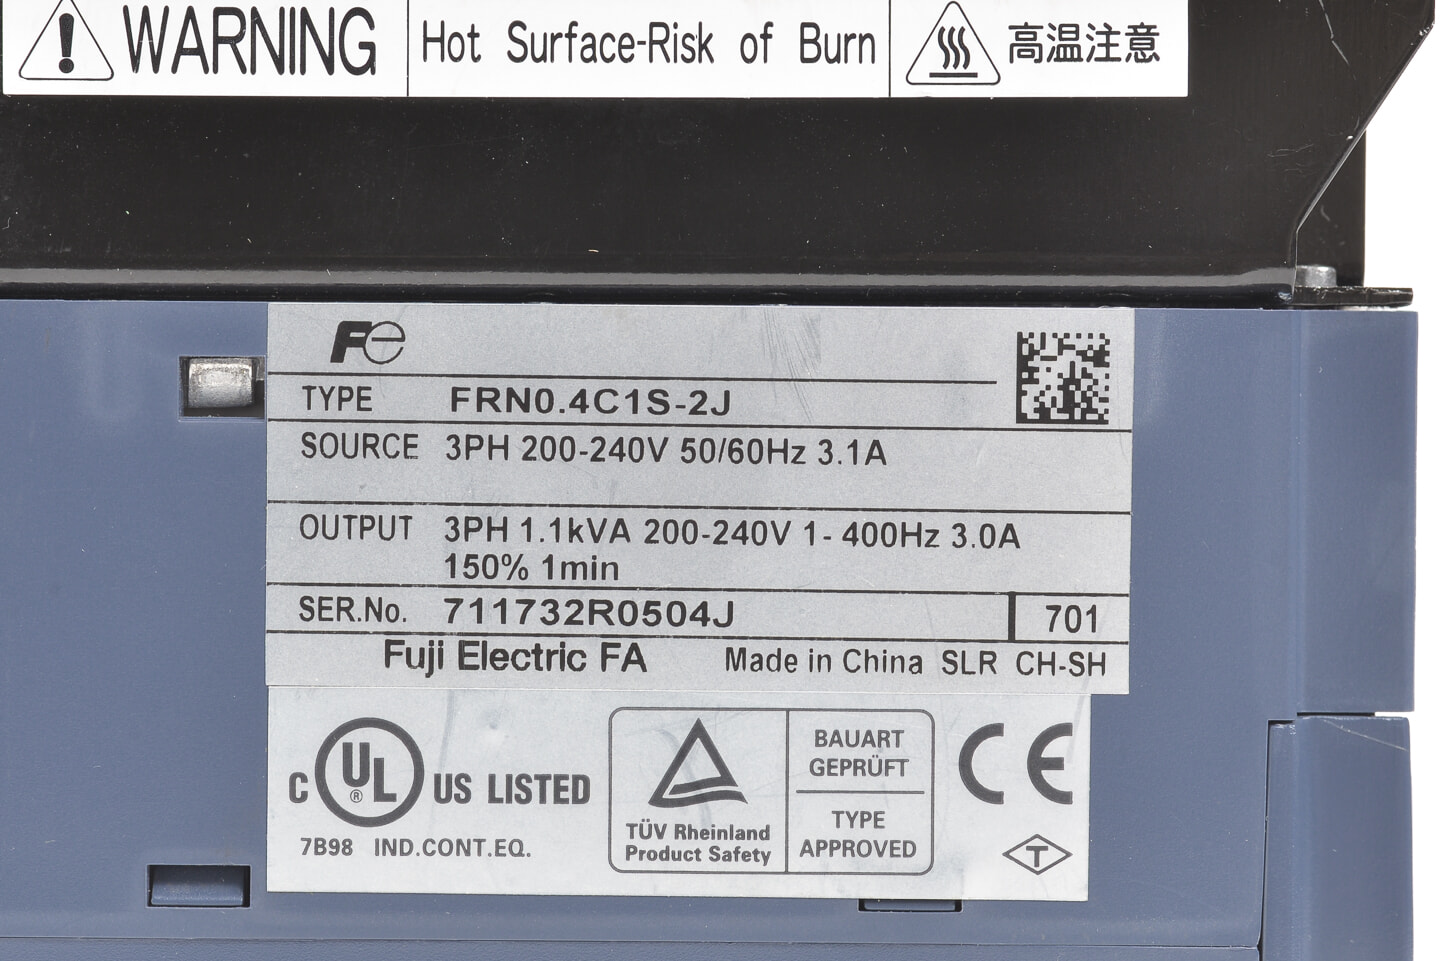 WARNING Hot Surface-Risk of Burn 高温注意
Fe
TYPE FRN0.4C1S-2J
SOURCE 3PH 200-240V 50/60Hz 3.1A
OUTPUT 3PH 1.1kVA 200-240V 1- 400Hz 3.0A
150% 1min
SER.No. 711732R0504J 701
Fuji Electric FA Made in China SLR CH-SH
C UL ® US LISTED
7B98 IND.CONT.EQ.
TÜV Rheinland
Product Safety
BAUART
GEPRÜFT
TYPE
APPROVED
CE
T